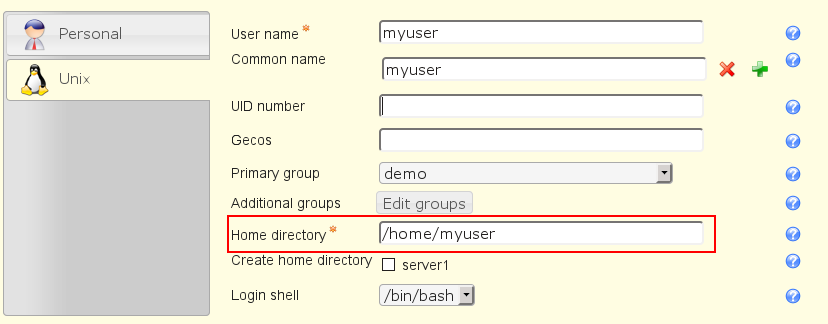 Personal
Unix
User name * myuser
Common name myuser
UID number
Gecos
Primary group demo
Additional groups Edit groups
Home directory * /home/myuser
Create home directory server1
Login shell /bin/bash